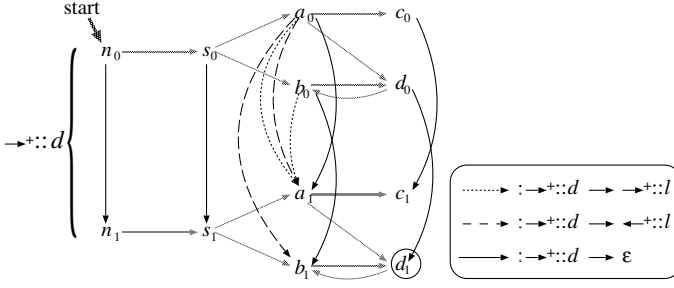 start
n₀ s₀ a₀ c₀
b₀ d₀
→⁺::d
a₁ c₁
n₁ s₁
b₁ d₁
: →⁺::d → →⁺::l
: →⁺::d → ←⁺::l
: →⁺::d → ε